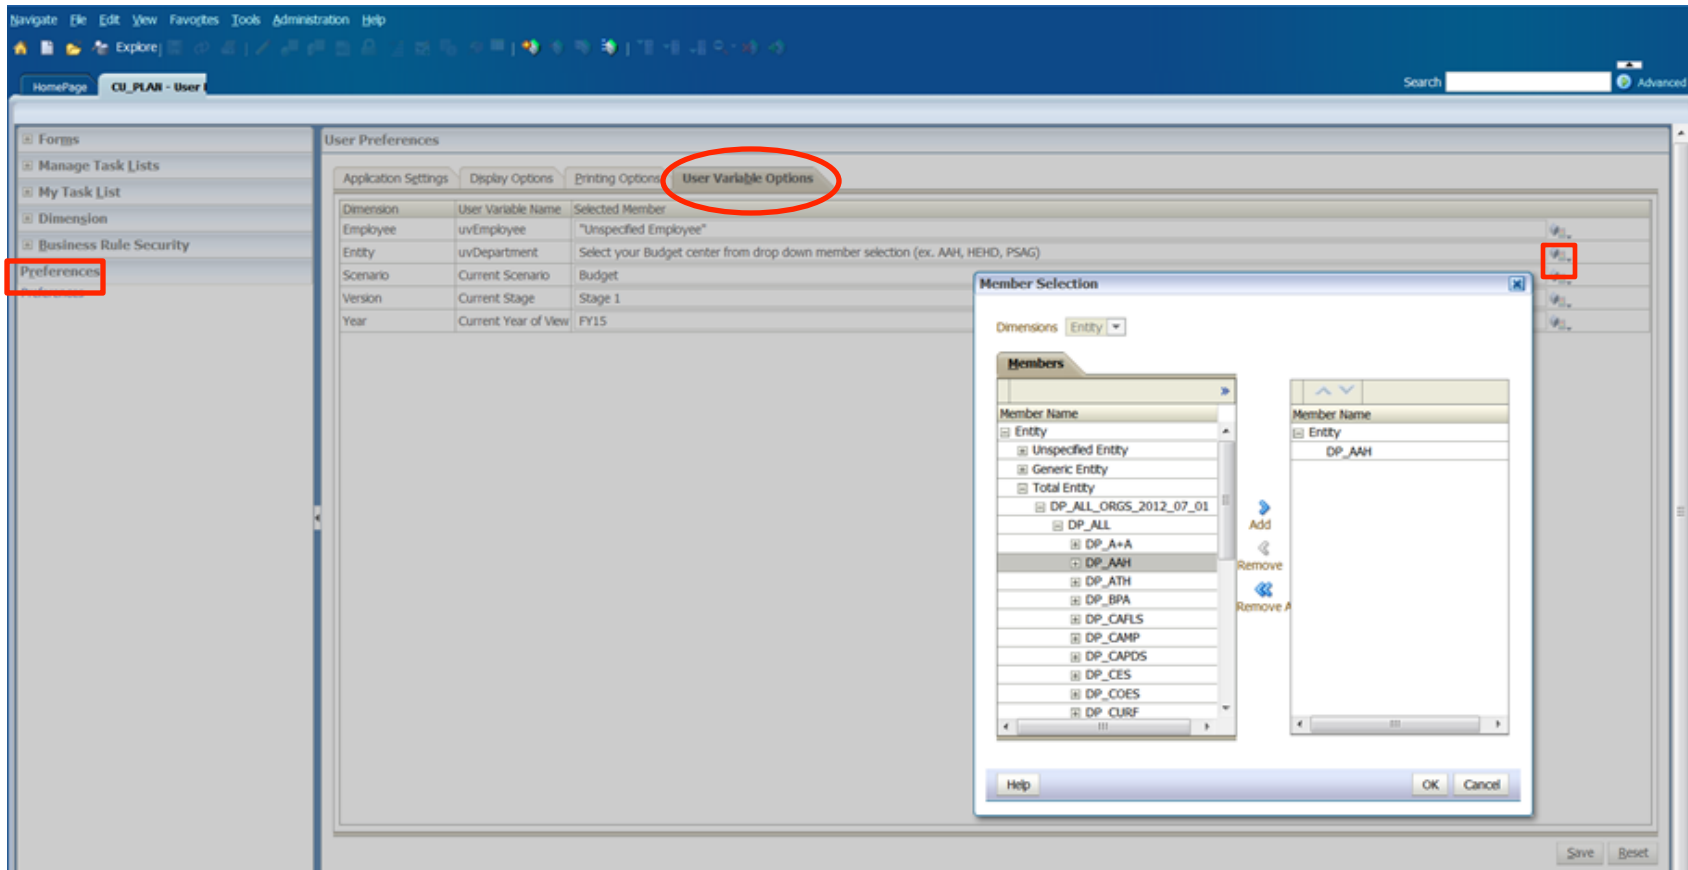 Navigate File Edit View Favorites Tools Administration Help
Explore
HomePage CU_PLAN - User
Search Advanced
Forms
Manage Task Lists
My Task List
Dimension
Business Rule Security
Preferences
Preferences
User Preferences
Application Settings Display Options Printing Options User Variable Options
Dimension User Variable Name Selected Member
Employee uvEmployee "Unspecified Employee"
Entity uvDepartment Select your Budget center from drop down member selection (ex. AAH, HEHD, PSAG)
Scenario Current Scenario Budget
Version Current Stage Stage 1
Year Current Year of View FY15
Member Selection
Dimensions Entity
Members
Member Name
Entity
Unspecified Entity
Generic Entity
Total Entity
DP_ALL_ORGS_2012_07_01
DP_ALL
DP_A+A
DP_AAH
DP_ATH
DP_BPA
DP_CAFLS
DP_CAMP
DP_CAPDS
DP_CES
DP_COES
DP_CURF
Add
Remove
Remove A
Member Name
Entity
DP_AAH
Help OK Cancel
Save Reset